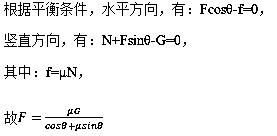 根据平衡条件，水平方向，有：Fcosθ-f=0，
竖直方向，有：N+Fsinθ-G=0，
其中：f=μN，
故F=μG/(cosθ+μsinθ)